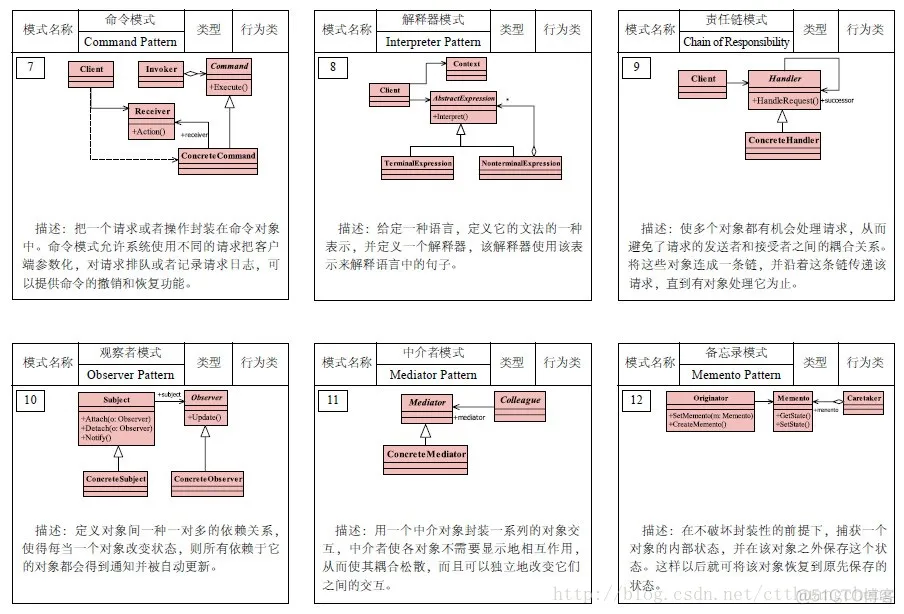 模式名称
命令模式
Command Pattern
类型
行为类
7
Client
Invoker
Command
+Execute()
Receiver
+Action()
+receiver
ConcreteCommand
描述：把一个请求或者操作封装在命令对象
中。命令模式允许系统使用不同的请求把客户
端参数化，对请求排队或者记录请求日志，可
以提供命令的撤销和恢复功能。
模式名称
解释器模式
Interpreter Pattern
类型
行为类
8
Context
Client
AbstractExpression
+Interpret()
*
TerminalExpression
NonterminalExpression
描述：给定一种语言，定义它的文法的一种
表示，并定义一个解释器，该解释器使用该表
示来解释语言中的句子。
模式名称
责任链模式
Chain of Responsibility
类型
行为类
9
Client
Handler
+HandleRequest()
+successor
ConcreteHandler
描述：使多个对象都有机会处理请求，从而
避免了请求的发送者和接受者之间的耦合关系。
将这些对象连成一条链，并沿着这条链传递该
请求，直到有对象处理它为止。
模式名称
观察者模式
Observer Pattern
类型
行为类
10
Subject
+Attach(o: Observer)
+Detach(o: Observer)
+Notify()
+subject
Observer
+Update()
ConcreteSubject
ConcreteObserver
描述：定义对象间一种一对多的依赖关系，
使得每当一个对象改变状态，则所有依赖于它
的对象都会得到通知并被自动更新。
模式名称
中介者模式
Mediator Pattern
类型
行为类
11
Mediator
Colleague
+mediator
ConcreteMediator
描述：用一个中介对象封装一系列的对象交
互，中介者使各对象不需要显示地相互作用，
从而使其耦合松散，而且可以独立地改变它们
之间的交互。
模式名称
备忘录模式
Memento Pattern
类型
行为类
12
Originator
+SetMemento(m: Memento)
+CreateMemento()
Memento
+GetState()
+SetState()
+memento
Caretaker
描述：在不破坏封装性的前提下，捕获一个
对象的内部状态，并在该对象之外保存这个状
态。这样以后就可将该对象恢复到原先保存的
状态。
@51CTO博客